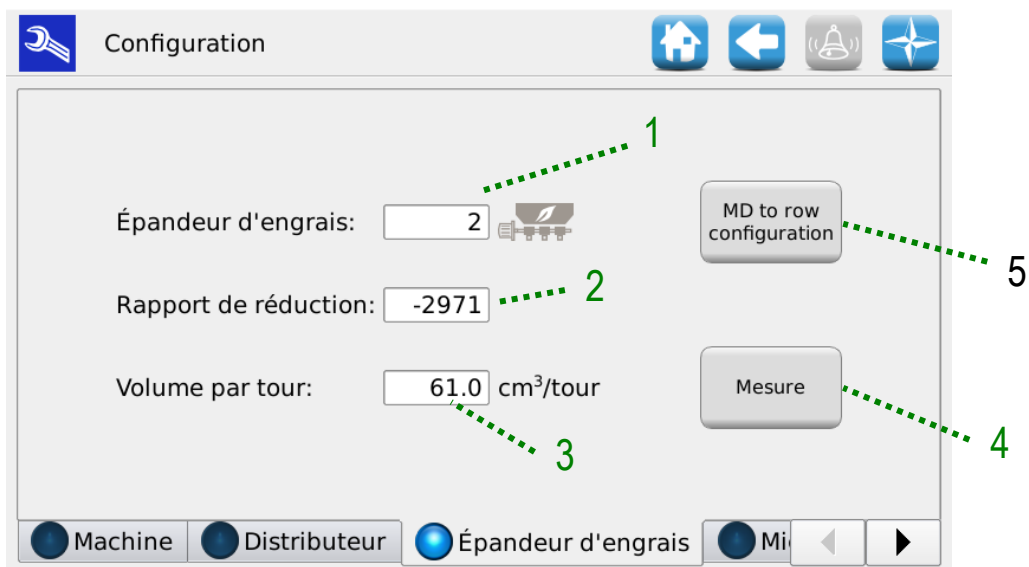 Configuration
1
Épandeur d'engrais: 2
MD to row
configuration
5
Rapport de réduction: -2971
2
Volume par tour: 61.0 cm³/tour
Mesure
4
3
Machine Distributeur Épandeur d'engrais Mi